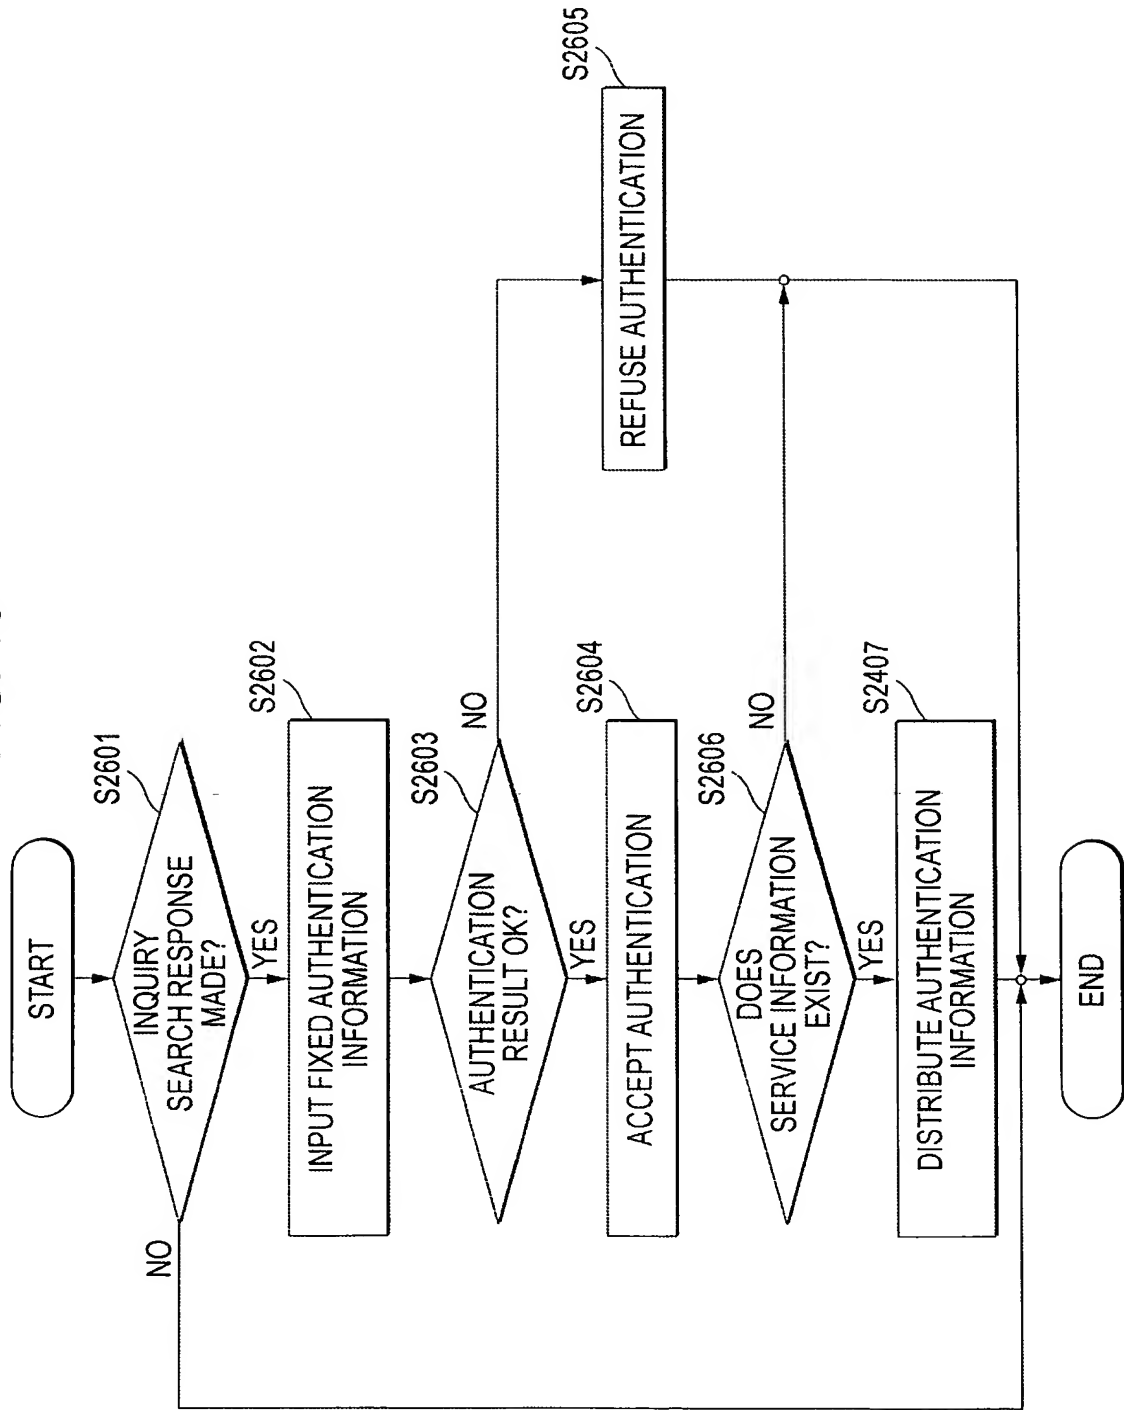 START
S2601
INQUIRY
SEARCH RESPONSE
MADE?
NO
YES
S2602
INPUT FIXED AUTHENTICATION
INFORMATION
S2603
AUTHENTICATION
RESULT OK?
NO
YES
S2604
ACCEPT AUTHENTICATION
S2605
REFUSE AUTHENTICATION
S2606
DOES
SERVICE INFORMATION
EXIST?
NO
YES
S2407
DISTRIBUTE AUTHENTICATION
INFORMATION
END